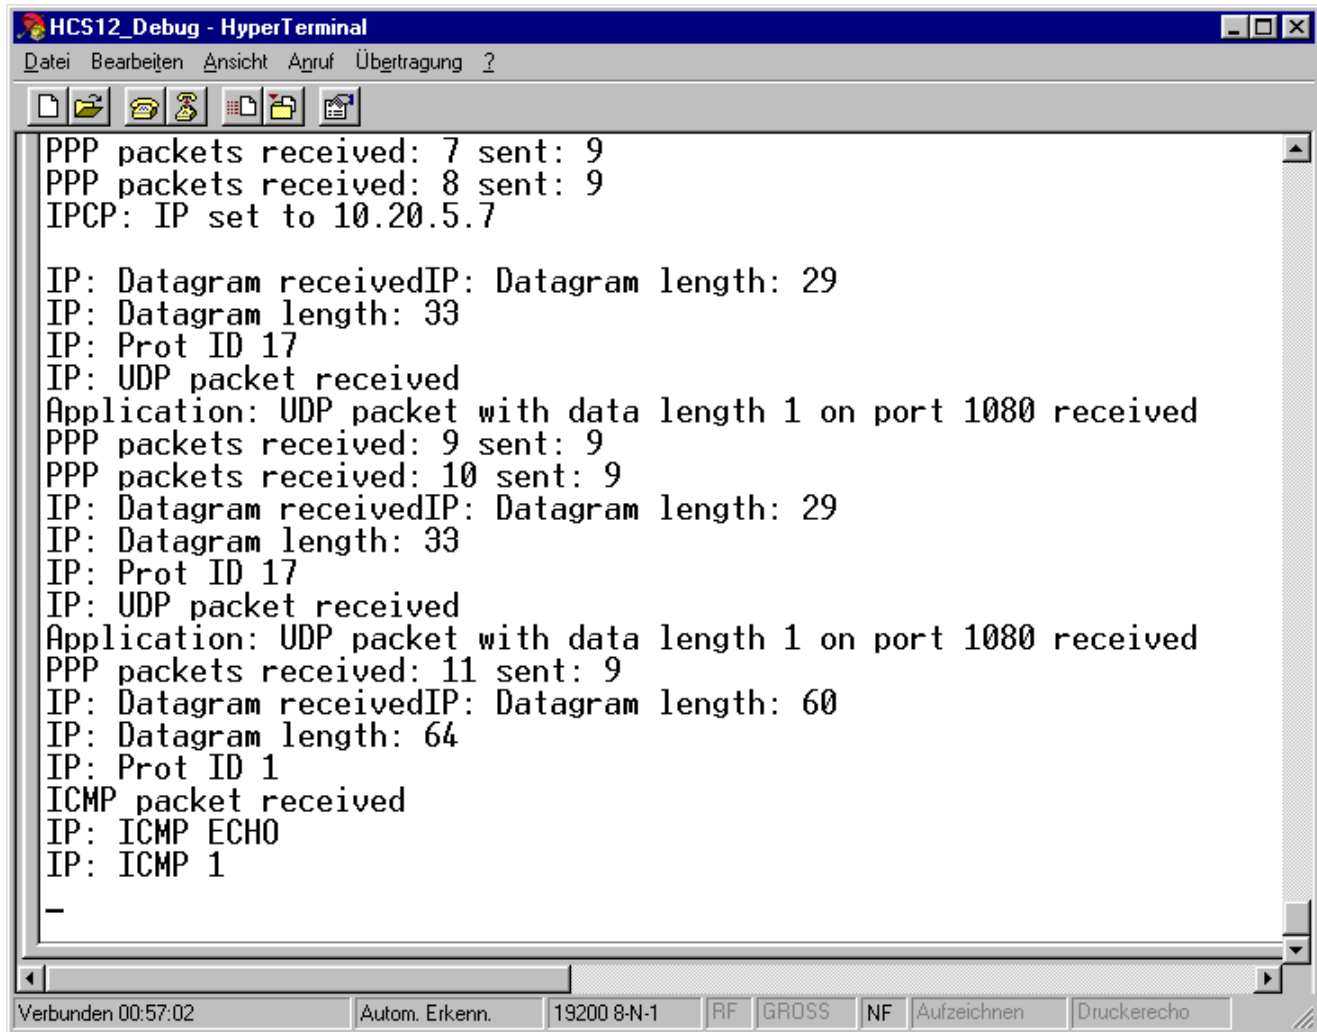 HCS12_Debug - HyperTerminal
Datei Bearbeiten Ansicht Anruf Übertragung ?
PPP packets received: 7 sent: 9
PPP packets received: 8 sent: 9
IPCP: IP set to 10.20.5.7
IP: Datagram receivedIP: Datagram length: 29
IP: Datagram length: 33
IP: Prot ID 17
IP: UDP packet received
Application: UDP packet with data length 1 on port 1080 received
PPP packets received: 9 sent: 9
PPP packets received: 10 sent: 9
IP: Datagram receivedIP: Datagram length: 29
IP: Datagram length: 33
IP: Prot ID 17
IP: UDP packet received
Application: UDP packet with data length 1 on port 1080 received
PPP packets received: 11 sent: 9
IP: Datagram receivedIP: Datagram length: 60
IP: Datagram length: 64
IP: Prot ID 1
ICMP packet received
IP: ICMP ECHO
IP: ICMP 1
_
Verbunden 00:57:02 Autom. Erkenn. 19200 8-N-1 RF GROSS NF Aufzeichnen Druckerecho